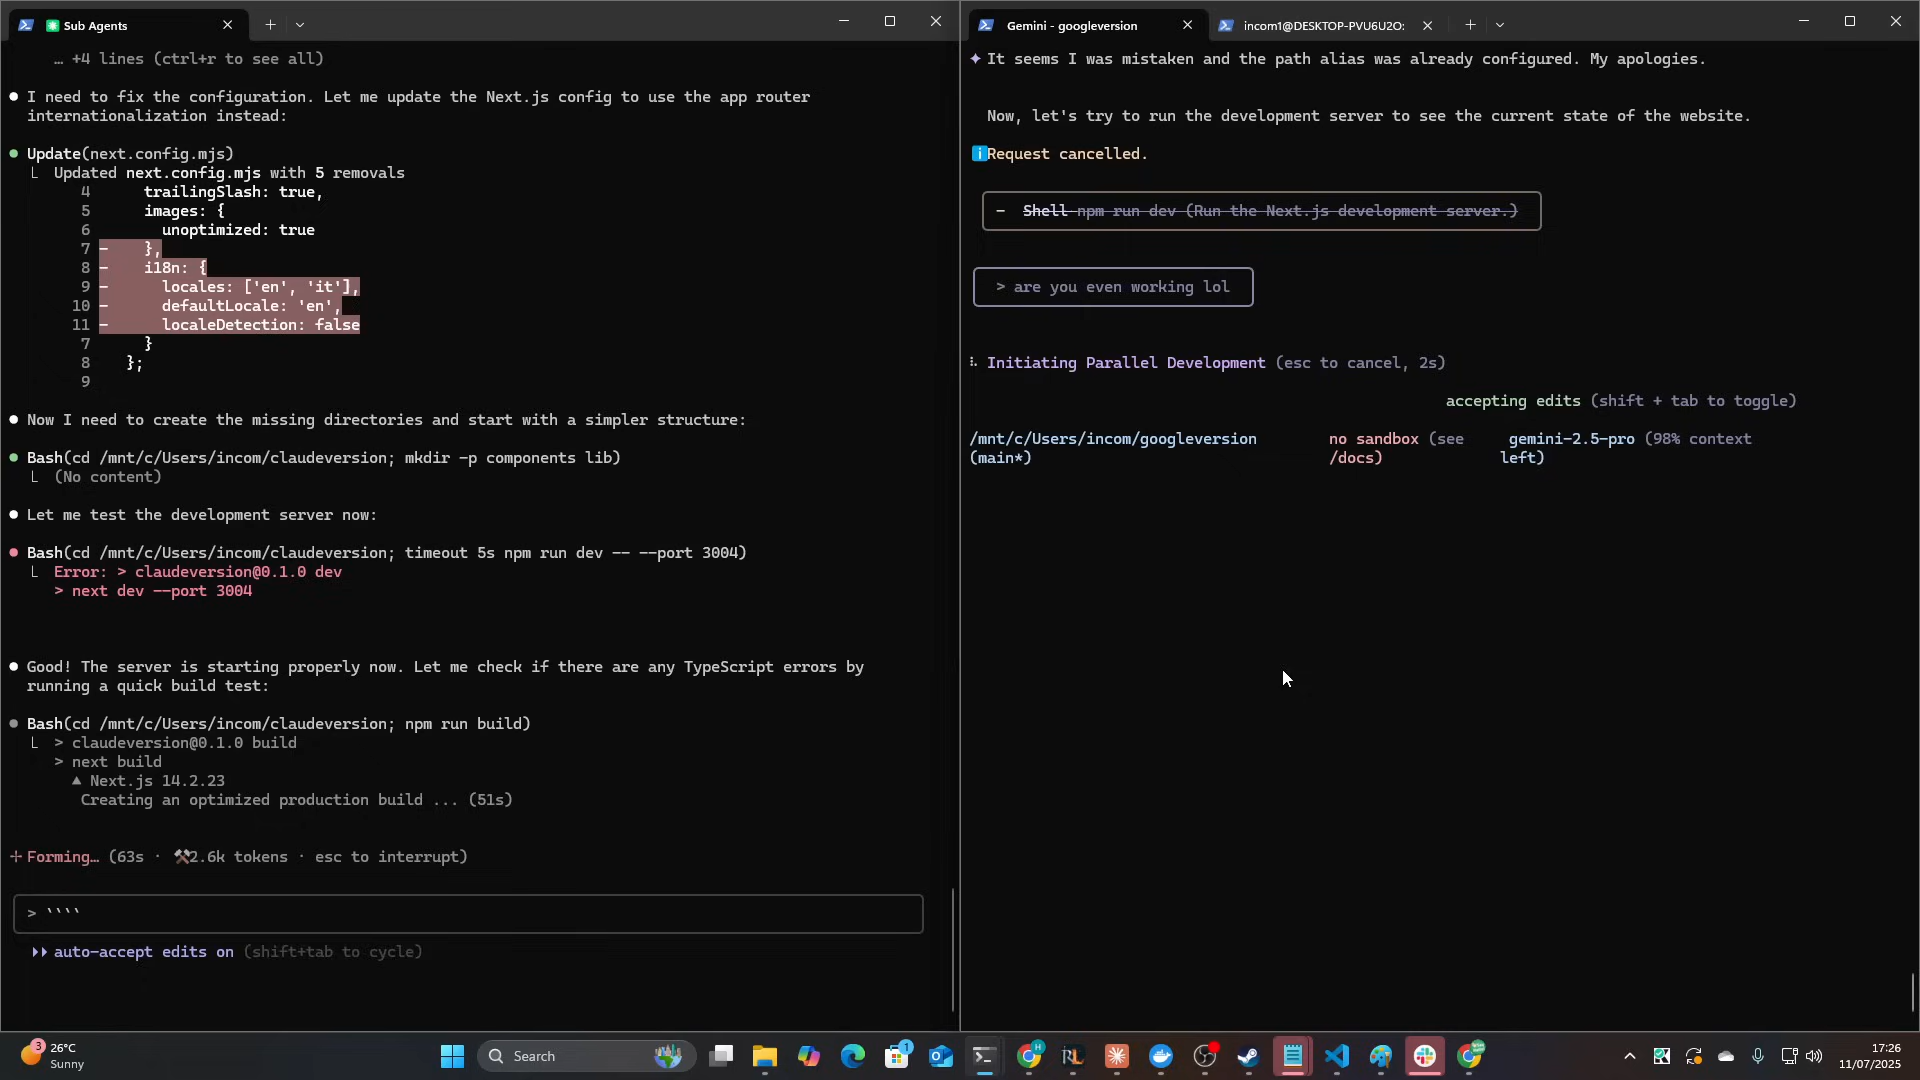 Sub Agents
… +4 lines (ctrl+r to see all)
● I need to fix the configuration. Let me update the Next.js config to use the app router
internationalization instead:
● Update(next.config.mjs)
⎿ Updated next.config.mjs with 5 removals
4 trailingSlash: true,
5 images: {
6 unoptimized: true
7 - },
8 - i18n: {
9 - locales: ['en', 'it'],
10 - defaultLocale: 'en',
11 - localeDetection: false
7 }
8 };
9
● Now I need to create the missing directories and start with a simpler structure:
● Bash(cd /mnt/c/Users/incom/claudeversion; mkdir -p components lib)
⎿ (No content)
● Let me test the development server now:
● Bash(cd /mnt/c/Users/incom/claudeversion; timeout 5s npm run dev -- --port 3004)
⎿ Error: > claudeversion@0.1.0 dev
> next dev --port 3004
● Good! The server is starting properly now. Let me check if there are any TypeScript errors by
running a quick build test:
● Bash(cd /mnt/c/Users/incom/claudeversion; npm run build)
⎿ > claudeversion@0.1.0 build
> next build
▲ Next.js 14.2.23
Creating an optimized production build ... (51s)
✢ Forming… (63s · ⚒ 2.6k tokens · esc to interrupt)
> ````
⏵⏵ auto-accept edits on (shift+tab to cycle)
Gemini - googleversion
incom1@DESKTOP-PVU6U2O:
✦ It seems I was mistaken and the path alias was already configured. My apologies.
Now, let's try to run the development server to see the current state of the website.
ℹ Request cancelled.
- Shell npm run dev (Run the Next.js development server.)
> are you even working lol
Initiating Parallel Development (esc to cancel, 2s)
accepting edits (shift + tab to toggle)
/mnt/c/Users/incom/googleversion no sandbox (see gemini-2.5-pro (98% context
(main*) /docs) left)
3
26°C
Sunny
Search
1
17:26
11/07/2025